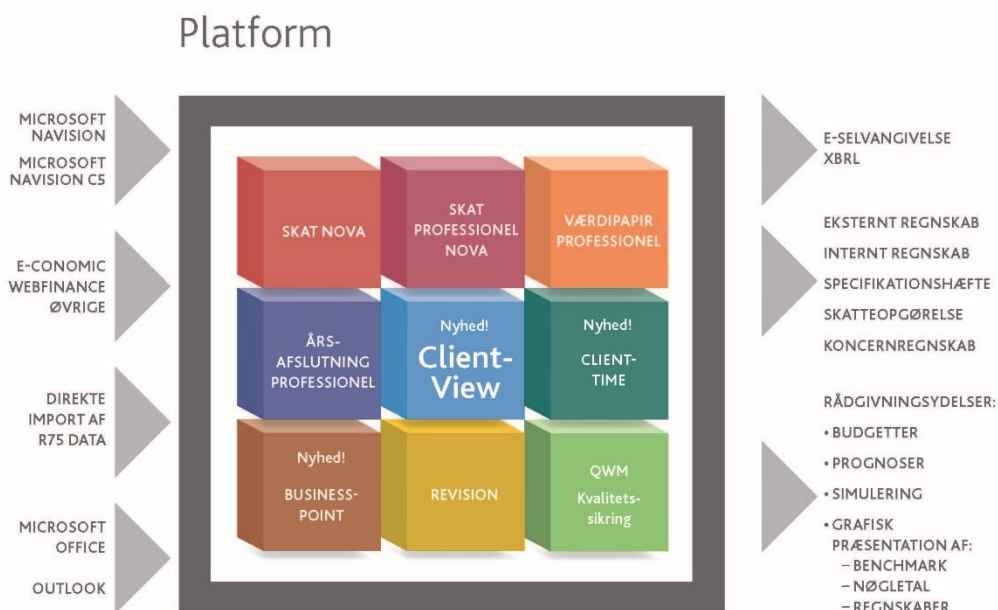 Platform
MICROSOFT
NAVISION
MICROSOFT
NAVISION C5
E-CONOMIC
WEBFINANCE
ØVRIGE
DIREKTE
IMPORT AF
R75 DATA
MICROSOFT
OFFICE
OUTLOOK
SKAT NOVA
SKAT
PROFESSIONEL
NOVA
VÆRDIPAPIR
PROFESSIONEL
ÅRS-
AFSLUTNING
PROFESSIONEL
Nyhed!
Client-
View
Nyhed!
CLIENT-
TIME
Nyhed!
BUSINESS-
POINT
REVISION
QWM
Kvalitets-
sikring
E-SELVANGIVELSE
XBRL
EKSTERNT REGNSKAB
INTERNT REGNSKAB
SPECIFIKATIONSHÆFTE
SKATTEOPGØRELSE
KONCERNREGNSKAB
RÅDGIVNINGSYDELSER:
• BUDGETTER
• PROGNOSER
• SIMULERING
• GRAFISK
PRÆSENTATION AF:
– BENCHMARK
– NØGLETAL
– REGNSKABER